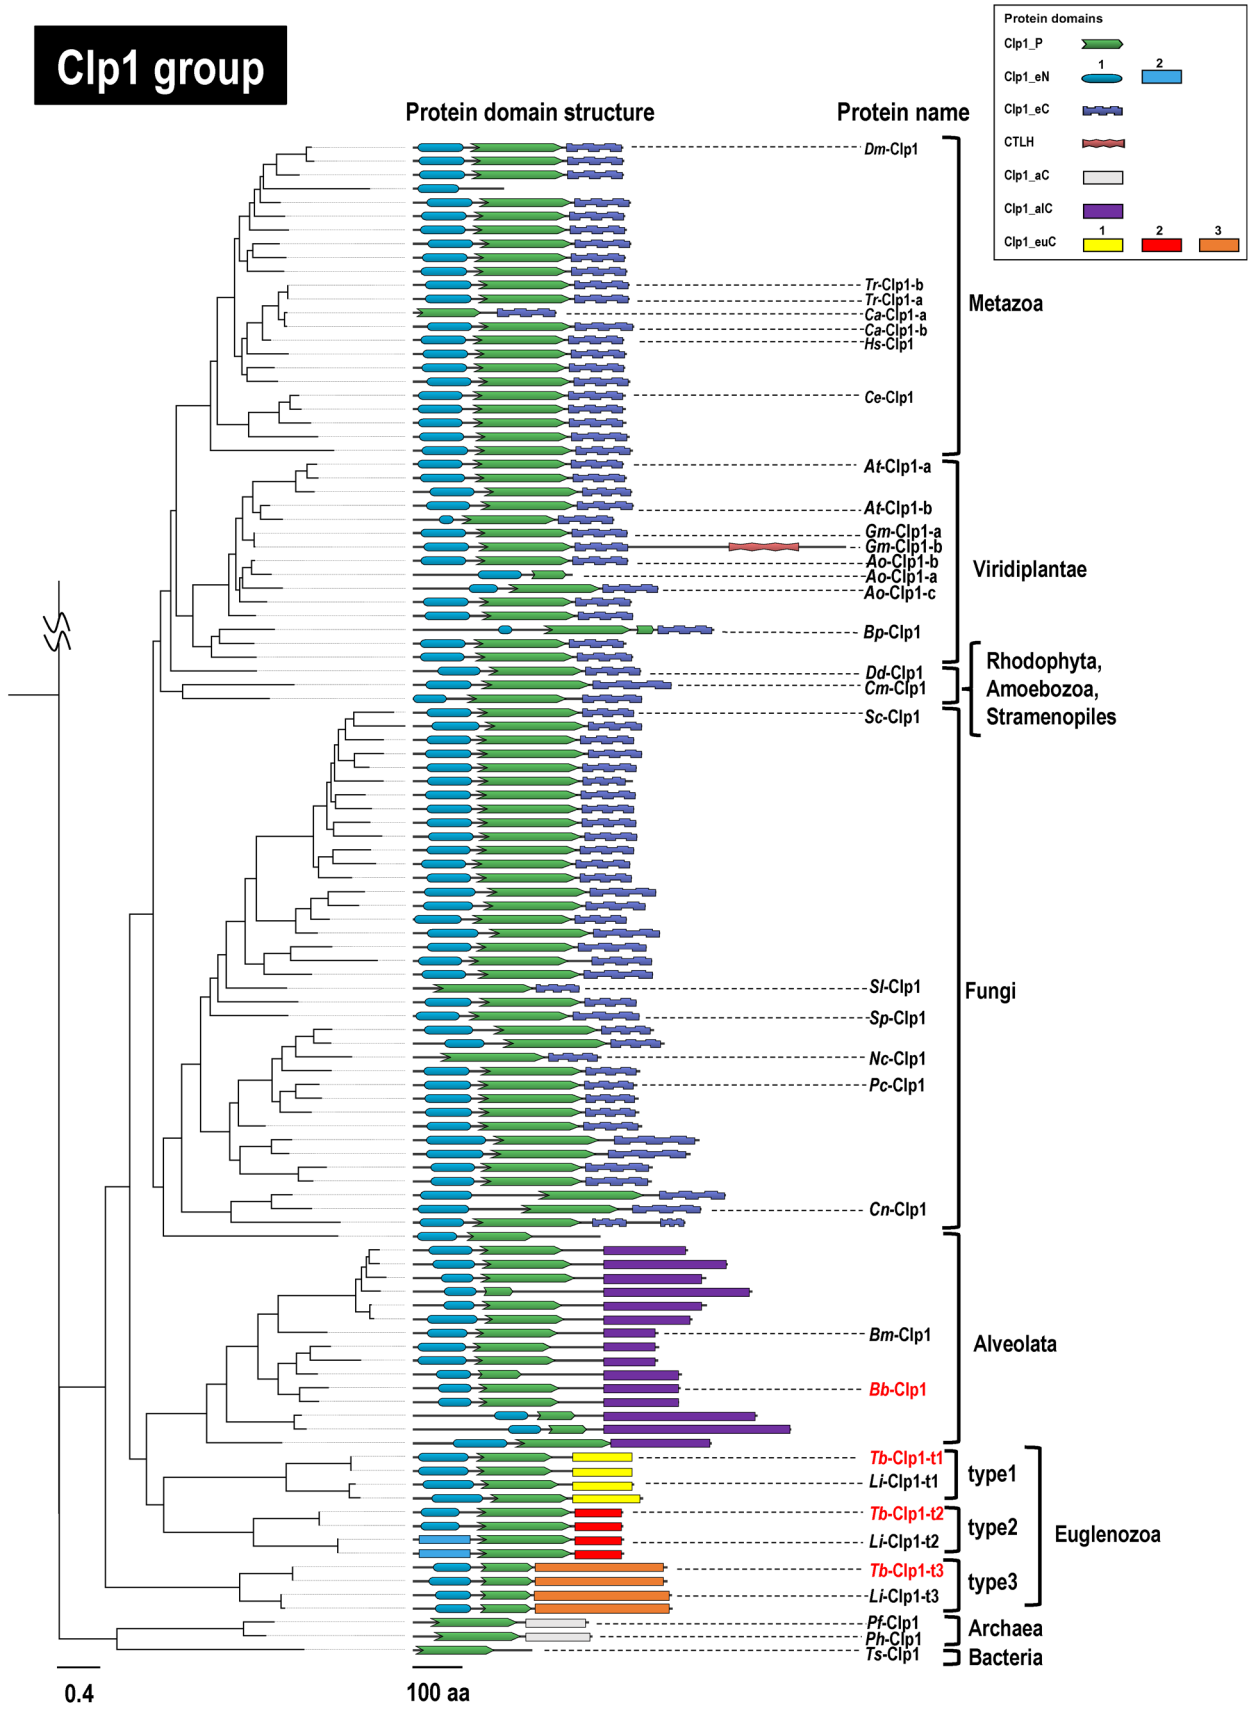 Clp1 group
Protein domains
Clp1_P
Clp1_eN
1
2
Clp1_eC
CTLH
Clp1_aC
Clp1_alC
Clp1_euC
1
2
3
Protein domain structure
Protein name
Dm-Clp1
Tr-Clp1-b
Tr-Clp1-a
Ca-Clp1-a
Ca-Clp1-b
Hs-Clp1
Ce-Clp1
Metazoa
At-Clp1-a
At-Clp1-b
Gm-Clp1-a
Gm-Clp1-b
Ao-Clp1-b
Ao-Clp1-a
Ao-Clp1-c
Bp-Clp1
Viridiplantae
Dd-Clp1
Cm-Clp1
Rhodophyta,
Amoebozoa,
Stramenopiles
Sc-Clp1
Sl-Clp1
Sp-Clp1
Nc-Clp1
Pc-Clp1
Cn-Clp1
Fungi
Bm-Clp1
Bb-Clp1
Alveolata
Tb-Clp1-t1
Li-Clp1-t1
type1
Tb-Clp1-t2
Li-Clp1-t2
type2
Tb-Clp1-t3
Li-Clp1-t3
type3
Euglenozoa
Pf-Clp1
Ph-Clp1
Archaea
Ts-Clp1
Bacteria
0.4
100 aa